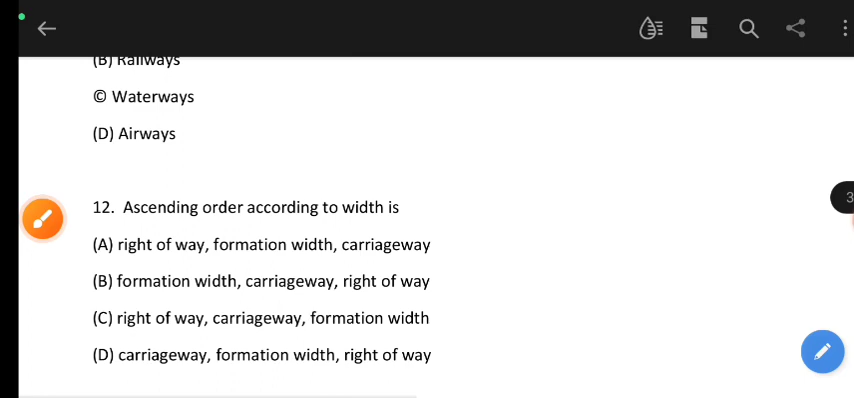 (B) Railways
© Waterways
(D) Airways
12. Ascending order according to width is
(A) right of way, formation width, carriageway
(B) formation width, carriageway, right of way
(C) right of way, carriageway, formation width
(D) carriageway, formation width, right of way
3